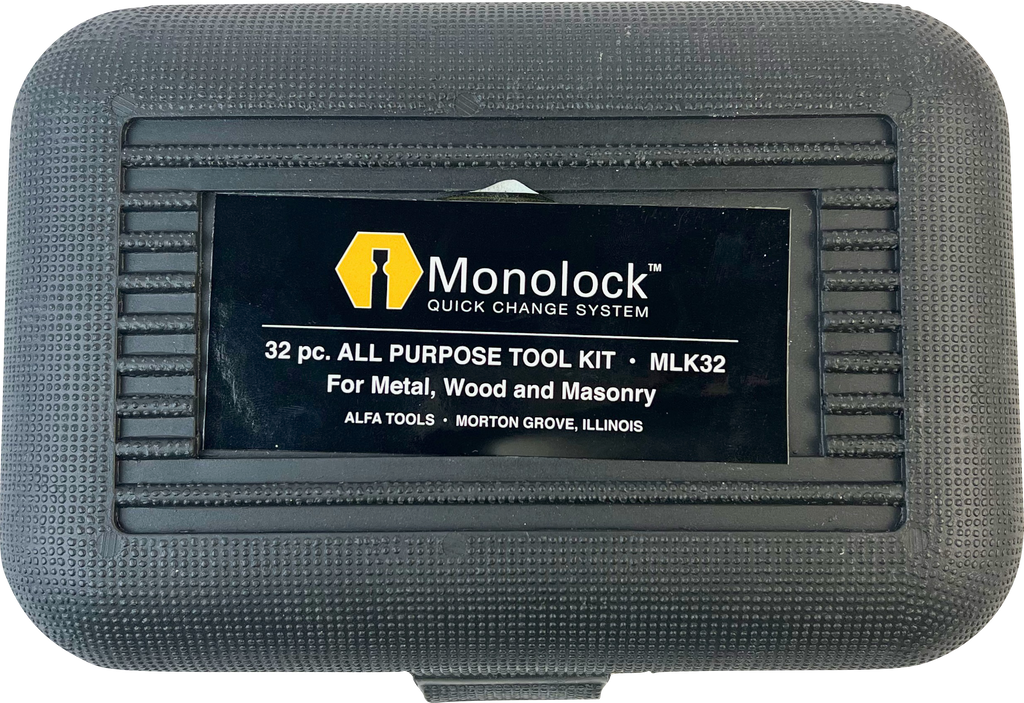 Monolock™
QUICK CHANGE SYSTEM
32 pc. ALL PURPOSE TOOL KIT • MLK32
For Metal, Wood and Masonry
ALFA TOOLS • MORTON GROVE, ILLINOIS